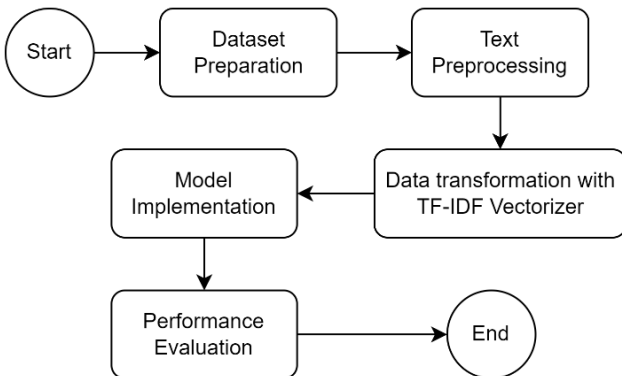 Start
Dataset
Preparation
Text
Preprocessing
Data transformation with
TF-IDF Vectorizer
Model
Implementation
Performance
Evaluation
End